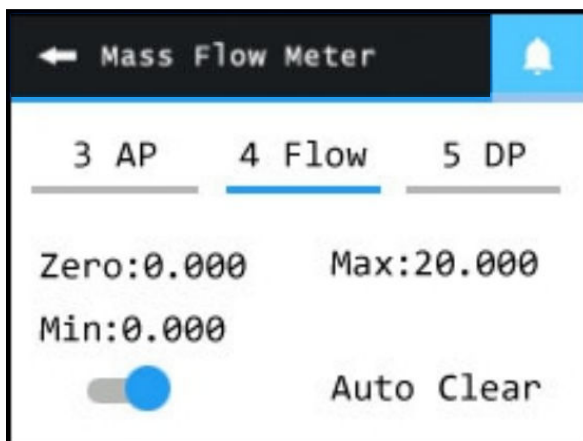 Mass Flow Meter
3 AP 4 Flow 5 DP
Zero:0.000 Max:20.000
Min:0.000
Auto Clear